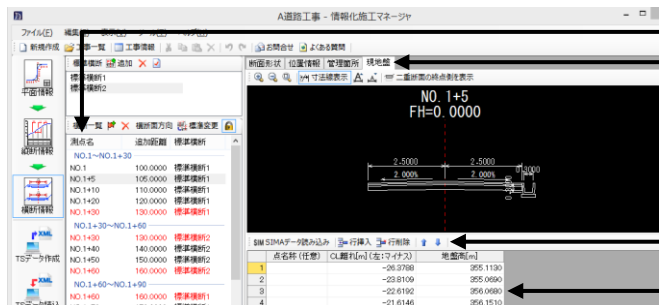 A道路工事 - 情報化施工マネージャ
ファイル(F)
新規作成 工事一覧 工事情報 お問合せ よくある質問
平面情報
縦断情報
横断情報
TSデータ作成
標準横断 追加
標準横断1
標準横断2
一覧 横断面方向 標準変更
測点名 追加距離 標準横断
NO.1～NO.1+30
NO.1 100.0000 標準横断1
NO.1+5 105.0000 標準横断1
NO.1+10 110.0000 標準横断1
NO.1+20 120.0000 標準横断1
NO.1+30 130.0000 標準横断1
NO.1+30～NO.1+60
NO.1+30 130.0000 標準横断2
NO.1+40 140.0000 標準横断2
NO.1+50 150.0000 標準横断2
NO.1+60 160.0000 標準横断2
NO.1+60～NO.1+90
NO.1+60 160.0000 標準横断1
断面形状 位置情報 管理箇所 現地盤
寸法線表示 二重断面の終点側を表示
NO.1+5
FH=0.0000
2.5000 2.5000
2.000% 2.000%
SIM SIMAデータ読み込み 行挿入 行削除
点名称(任意) CL離れ[m](左:マイナス) 地盤高[m]
1 -26.3788 355.1130
2 -23.8109 355.0690
3 -22.6192 356.0680
4 -21.6146 356.1510